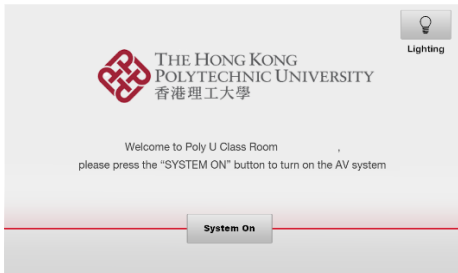 Lighting
THE HONG KONG
POLYTECHNIC UNIVERSITY
香港理工大學
Welcome to Poly U Class Room ,
please press the “SYSTEM ON” button to turn on the AV system
System On